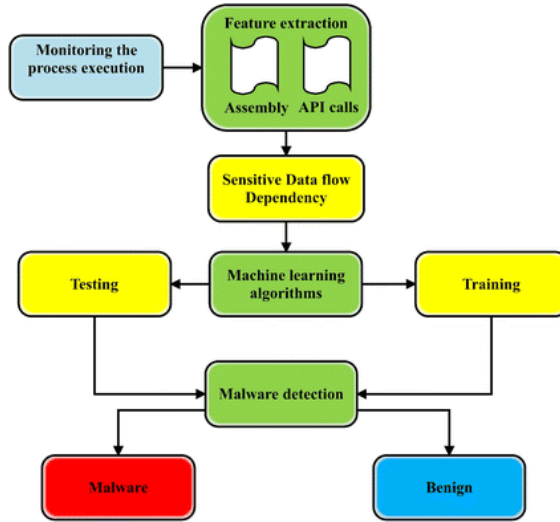 Monitoring the
process execution
Feature extraction
Assembly
API calls
Sensitive Data flow
Dependency
Testing
Machine learning
algorithms
Training
Malware detection
Malware
Benign